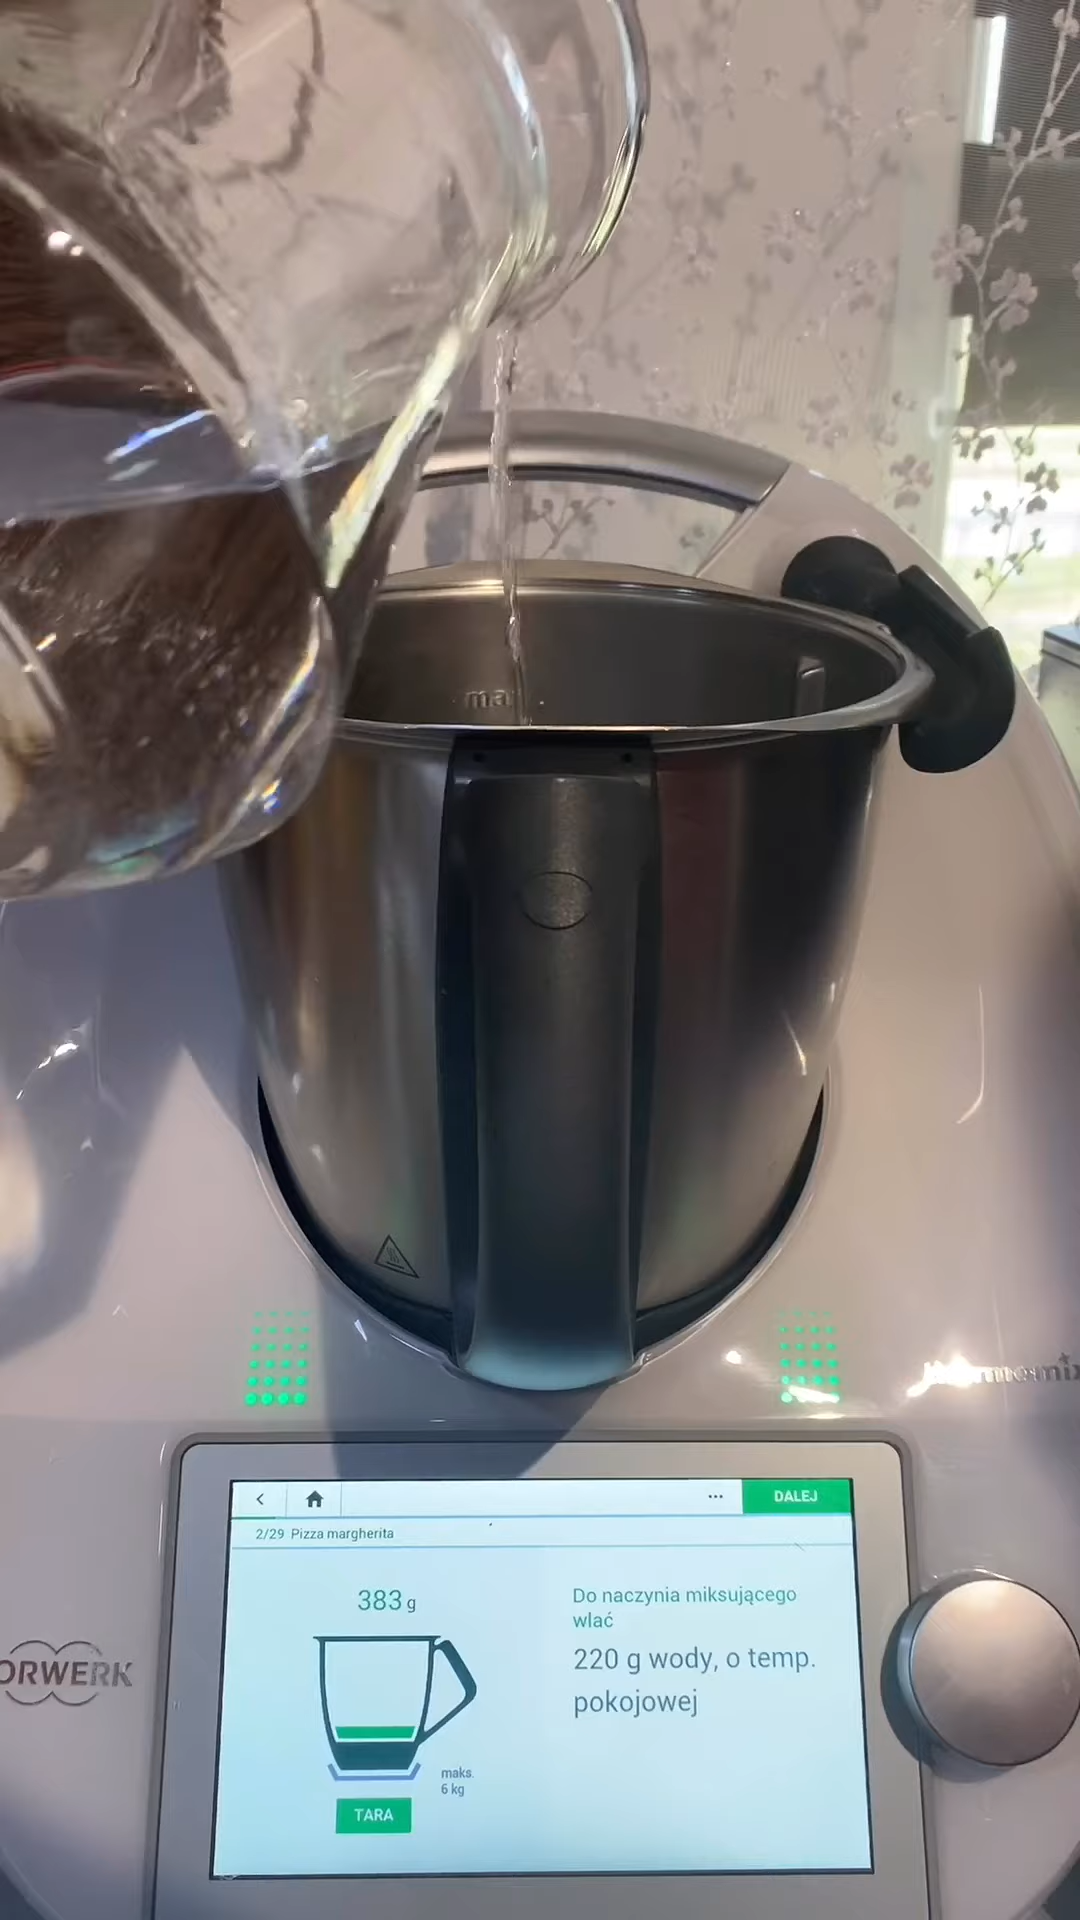 DALEJ
2/29 Pizza margherita
383 g
Do naczynia miksującego
wlać
220 g wody, o temp.
pokojowej
maks.
6 kg
TARA
ORWERK